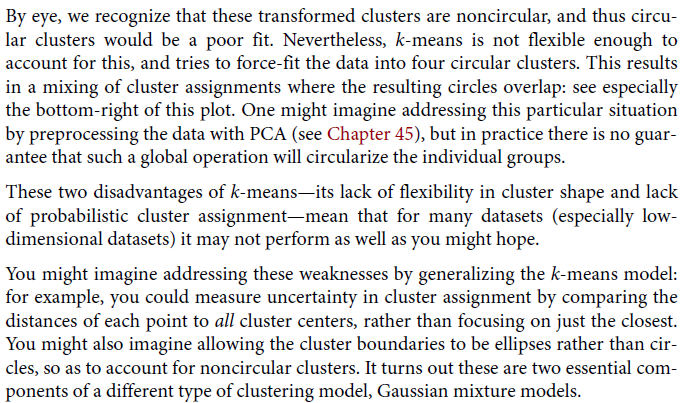 By eye, we recognize that these transformed clusters are noncircular, and thus circu-
lar clusters would be a poor fit. Nevertheless, k-means is not flexible enough to
account for this, and tries to force-fit the data into four circular clusters. This results
in a mixing of cluster assignments where the resulting circles overlap: see especially
the bottom-right of this plot. One might imagine addressing this particular situation
by preprocessing the data with PCA (see Chapter 45), but in practice there is no guar-
antee that such a global operation will circularize the individual groups.
These two disadvantages of k-means—its lack of flexibility in cluster shape and lack
of probabilistic cluster assignment—mean that for many datasets (especially low-
dimensional datasets) it may not perform as well as you might hope.
You might imagine addressing these weaknesses by generalizing the k-means model:
for example, you could measure uncertainty in cluster assignment by comparing the
distances of each point to all cluster centers, rather than focusing on just the closest.
You might also imagine allowing the cluster boundaries to be ellipses rather than cir-
cles, so as to account for noncircular clusters. It turns out these are two essential com-
ponents of a different type of clustering model, Gaussian mixture models.